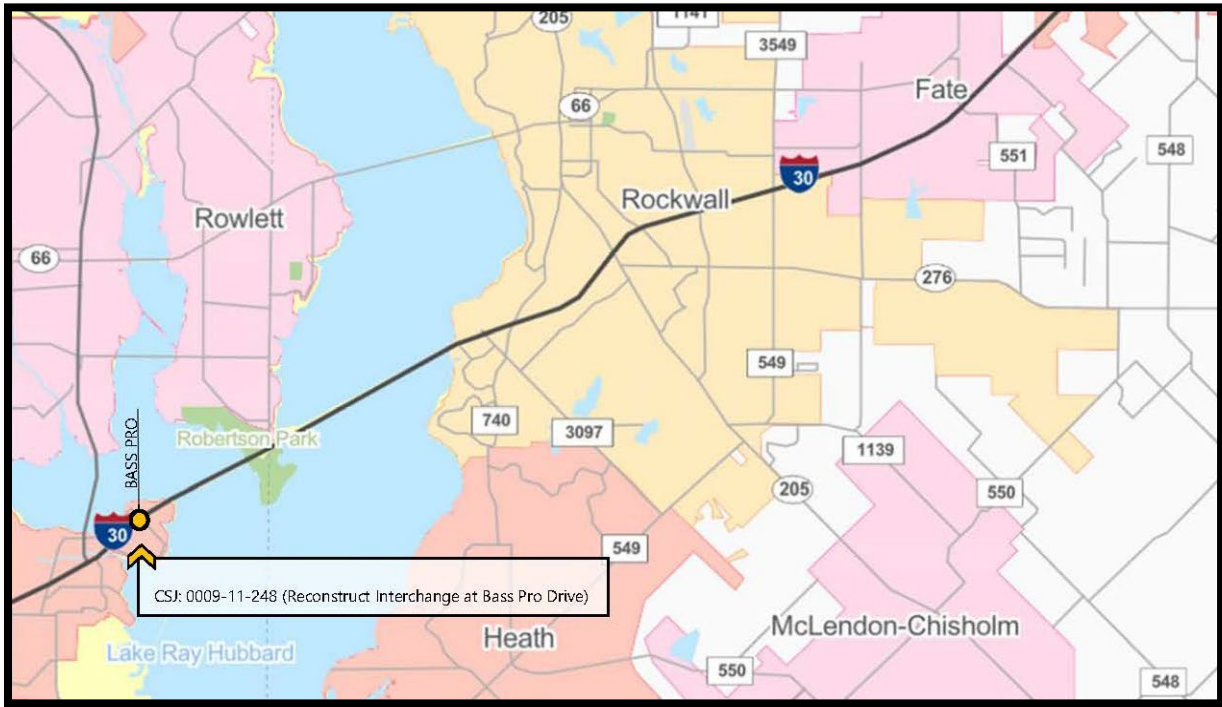 205
1141
3549
Fate
66
551
548
30
Rockwall
Rowlett
66
276
549
740
3097
Robertson Park
BASS PRO
1139
205
550
30
549
CSJ: 0009-11-248 (Reconstruct Interchange at Bass Pro Drive)
Heath
McLendon-Chisholm
Lake Ray Hubbard
550
548